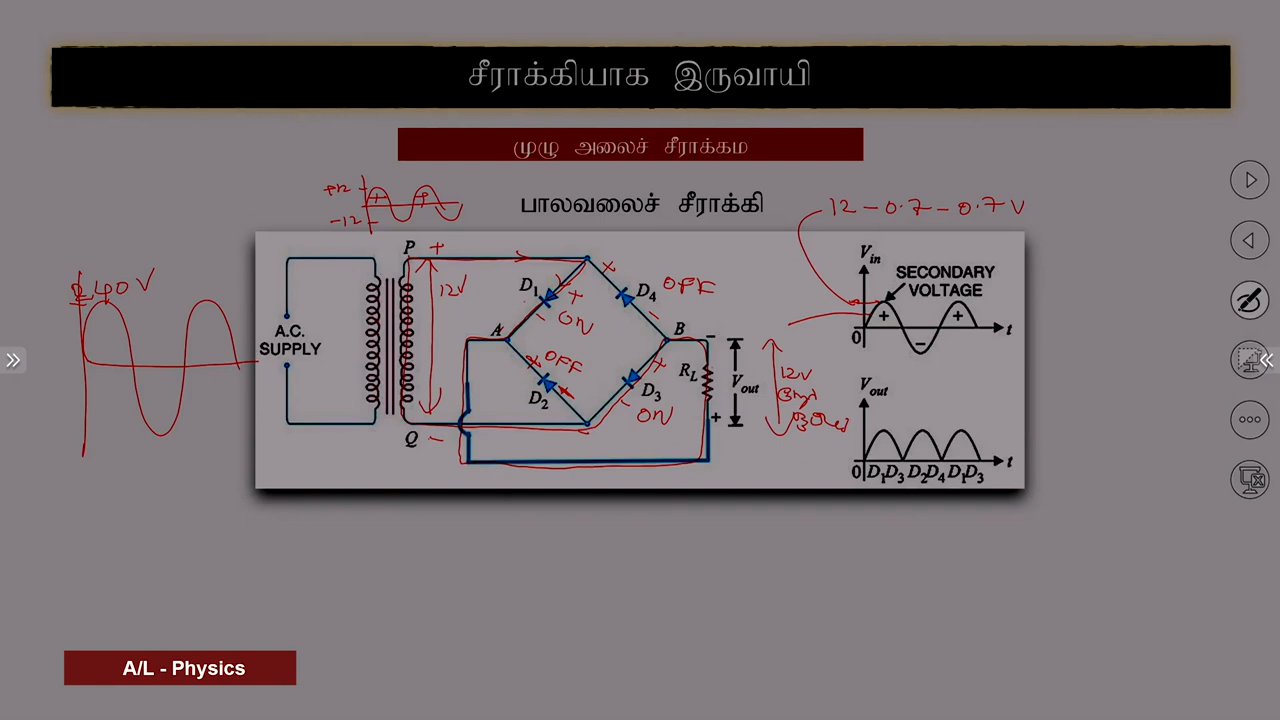 சீராக்கியாக இருவாயி
முழு அலைச் சீராக்கம
பாலவலைச் சீராக்கி
+12
-12
+ +
12 - 0.7 - 0.7 V
240 V
A.C.
SUPPLY
P +
12V
Q -
D1 + - ON
D4 + - OFF
A
B
D2 + OFF
D3 + - ON
RL
-
+
Vout
12V
Vin
SECONDARY
VOLTAGE
+ - +
0 t
Vout
0 D1D3 D2D4 D1D3 t
A/L - Physics